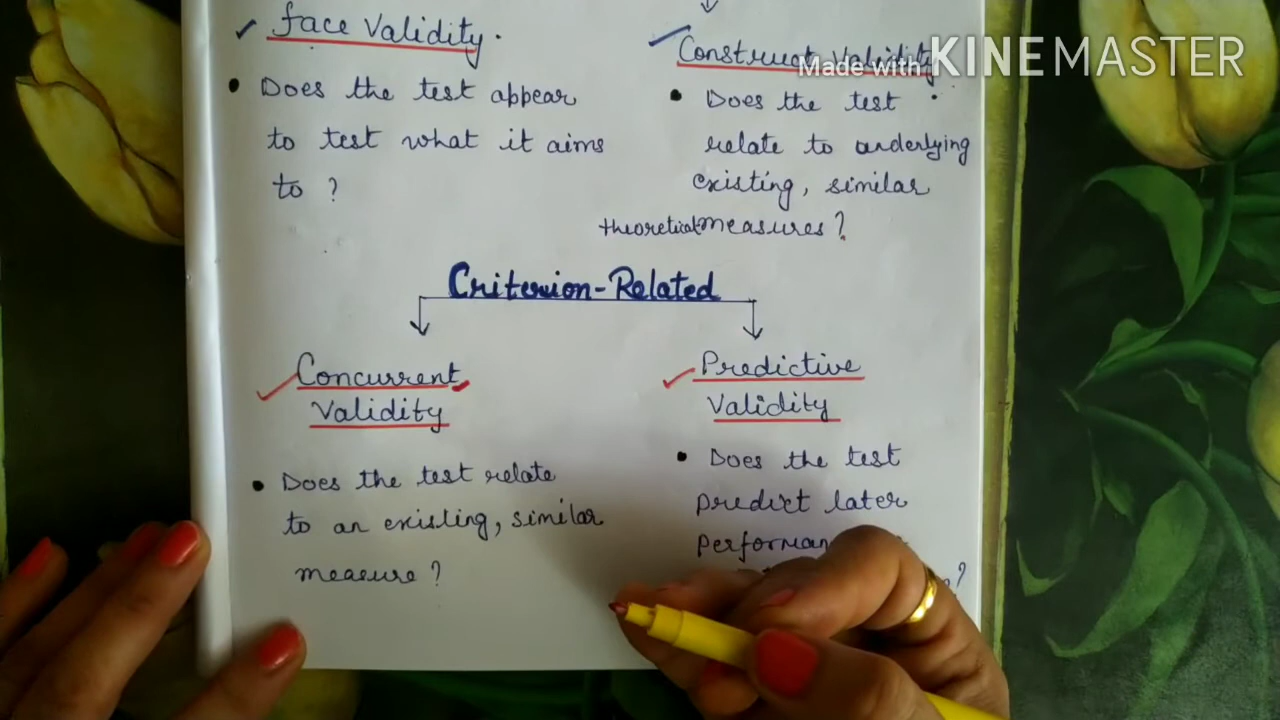 ✓ Face Validity.
• Does the test appear
to test what it aims
to ?
✓ Construct Validity
Made with KINEMASTER
• Does the test
relate to underlying
existing, similar
theoretical measures ?
Criterion-Related
✓ Concurrent
Validity
• Does the test relate
to an existing, similar
measure ?
✓ Predictive
Validity
• Does the test
predict later
?